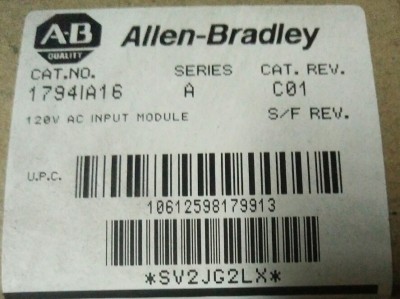 A-B
QUALITY
Allen-Bradley
CAT.NO. SERIES CAT. REV.
1794IA16 A C01
120V AC INPUT MODULE S/F REV.
U.P.C.
10612598179913
*SV2JG2LX*